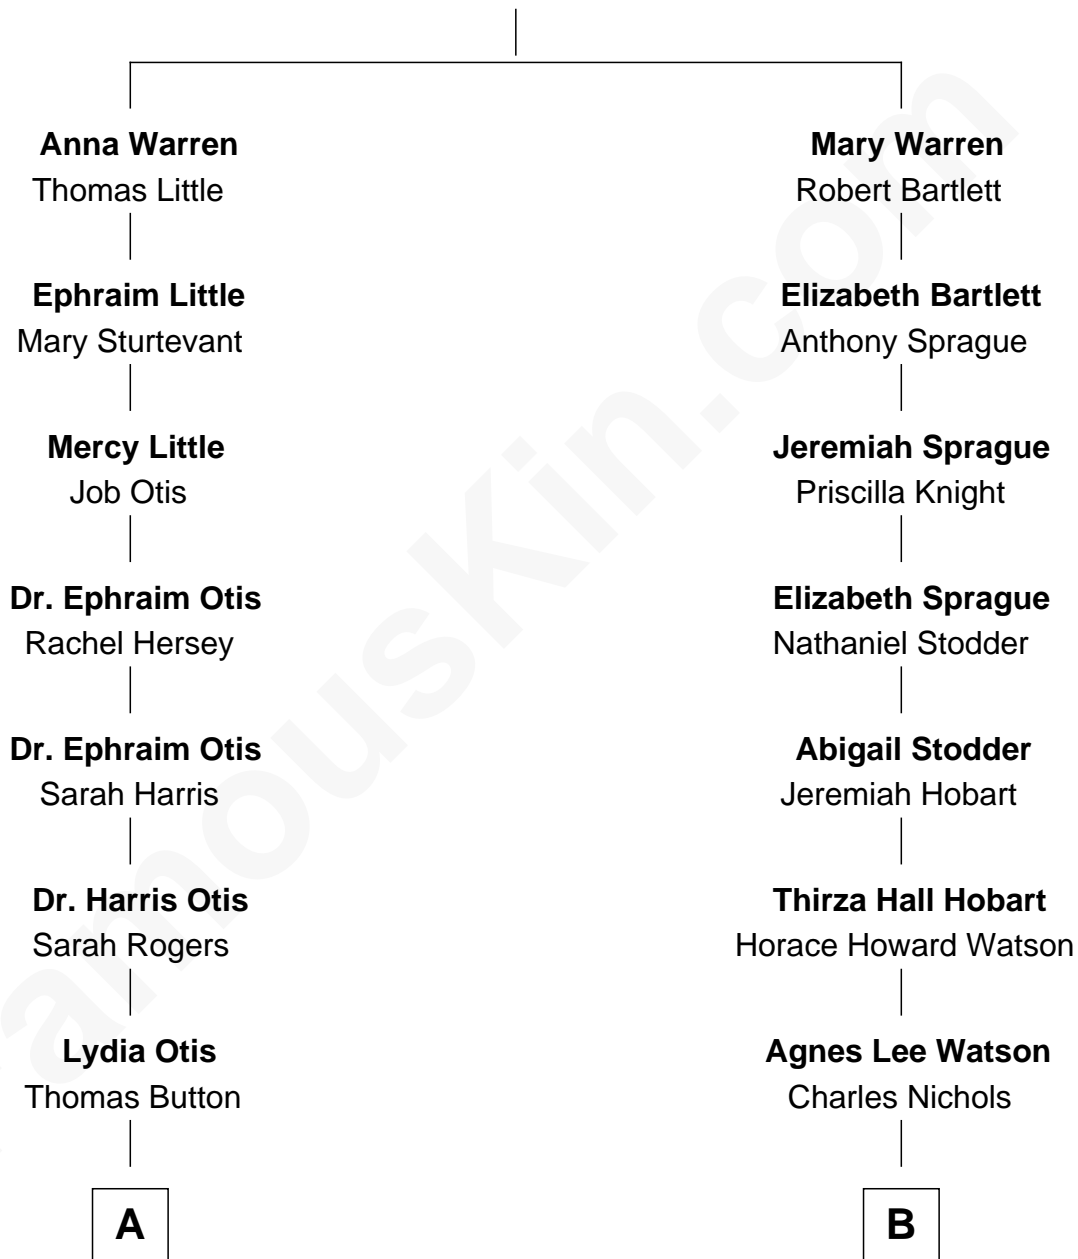 Anna Warren
Thomas Little
Ephraim Little
Mary Sturtevant
Mercy Little
Job Otis
Dr. Ephraim Otis
Rachel Hersey
Dr. Ephraim Otis
Sarah Harris
Dr. Harris Otis
Sarah Rogers
Lydia Otis
Thomas Button
A
Mary Warren
Robert Bartlett
Elizabeth Bartlett
Anthony Sprague
Jeremiah Sprague
Priscilla Knight
Elizabeth Sprague
Nathaniel Stodder
Abigail Stodder
Jeremiah Hobart
Thirza Hall Hobart
Horace Howard Watson
Agnes Lee Watson
Charles Nichols
B
amousKin.com